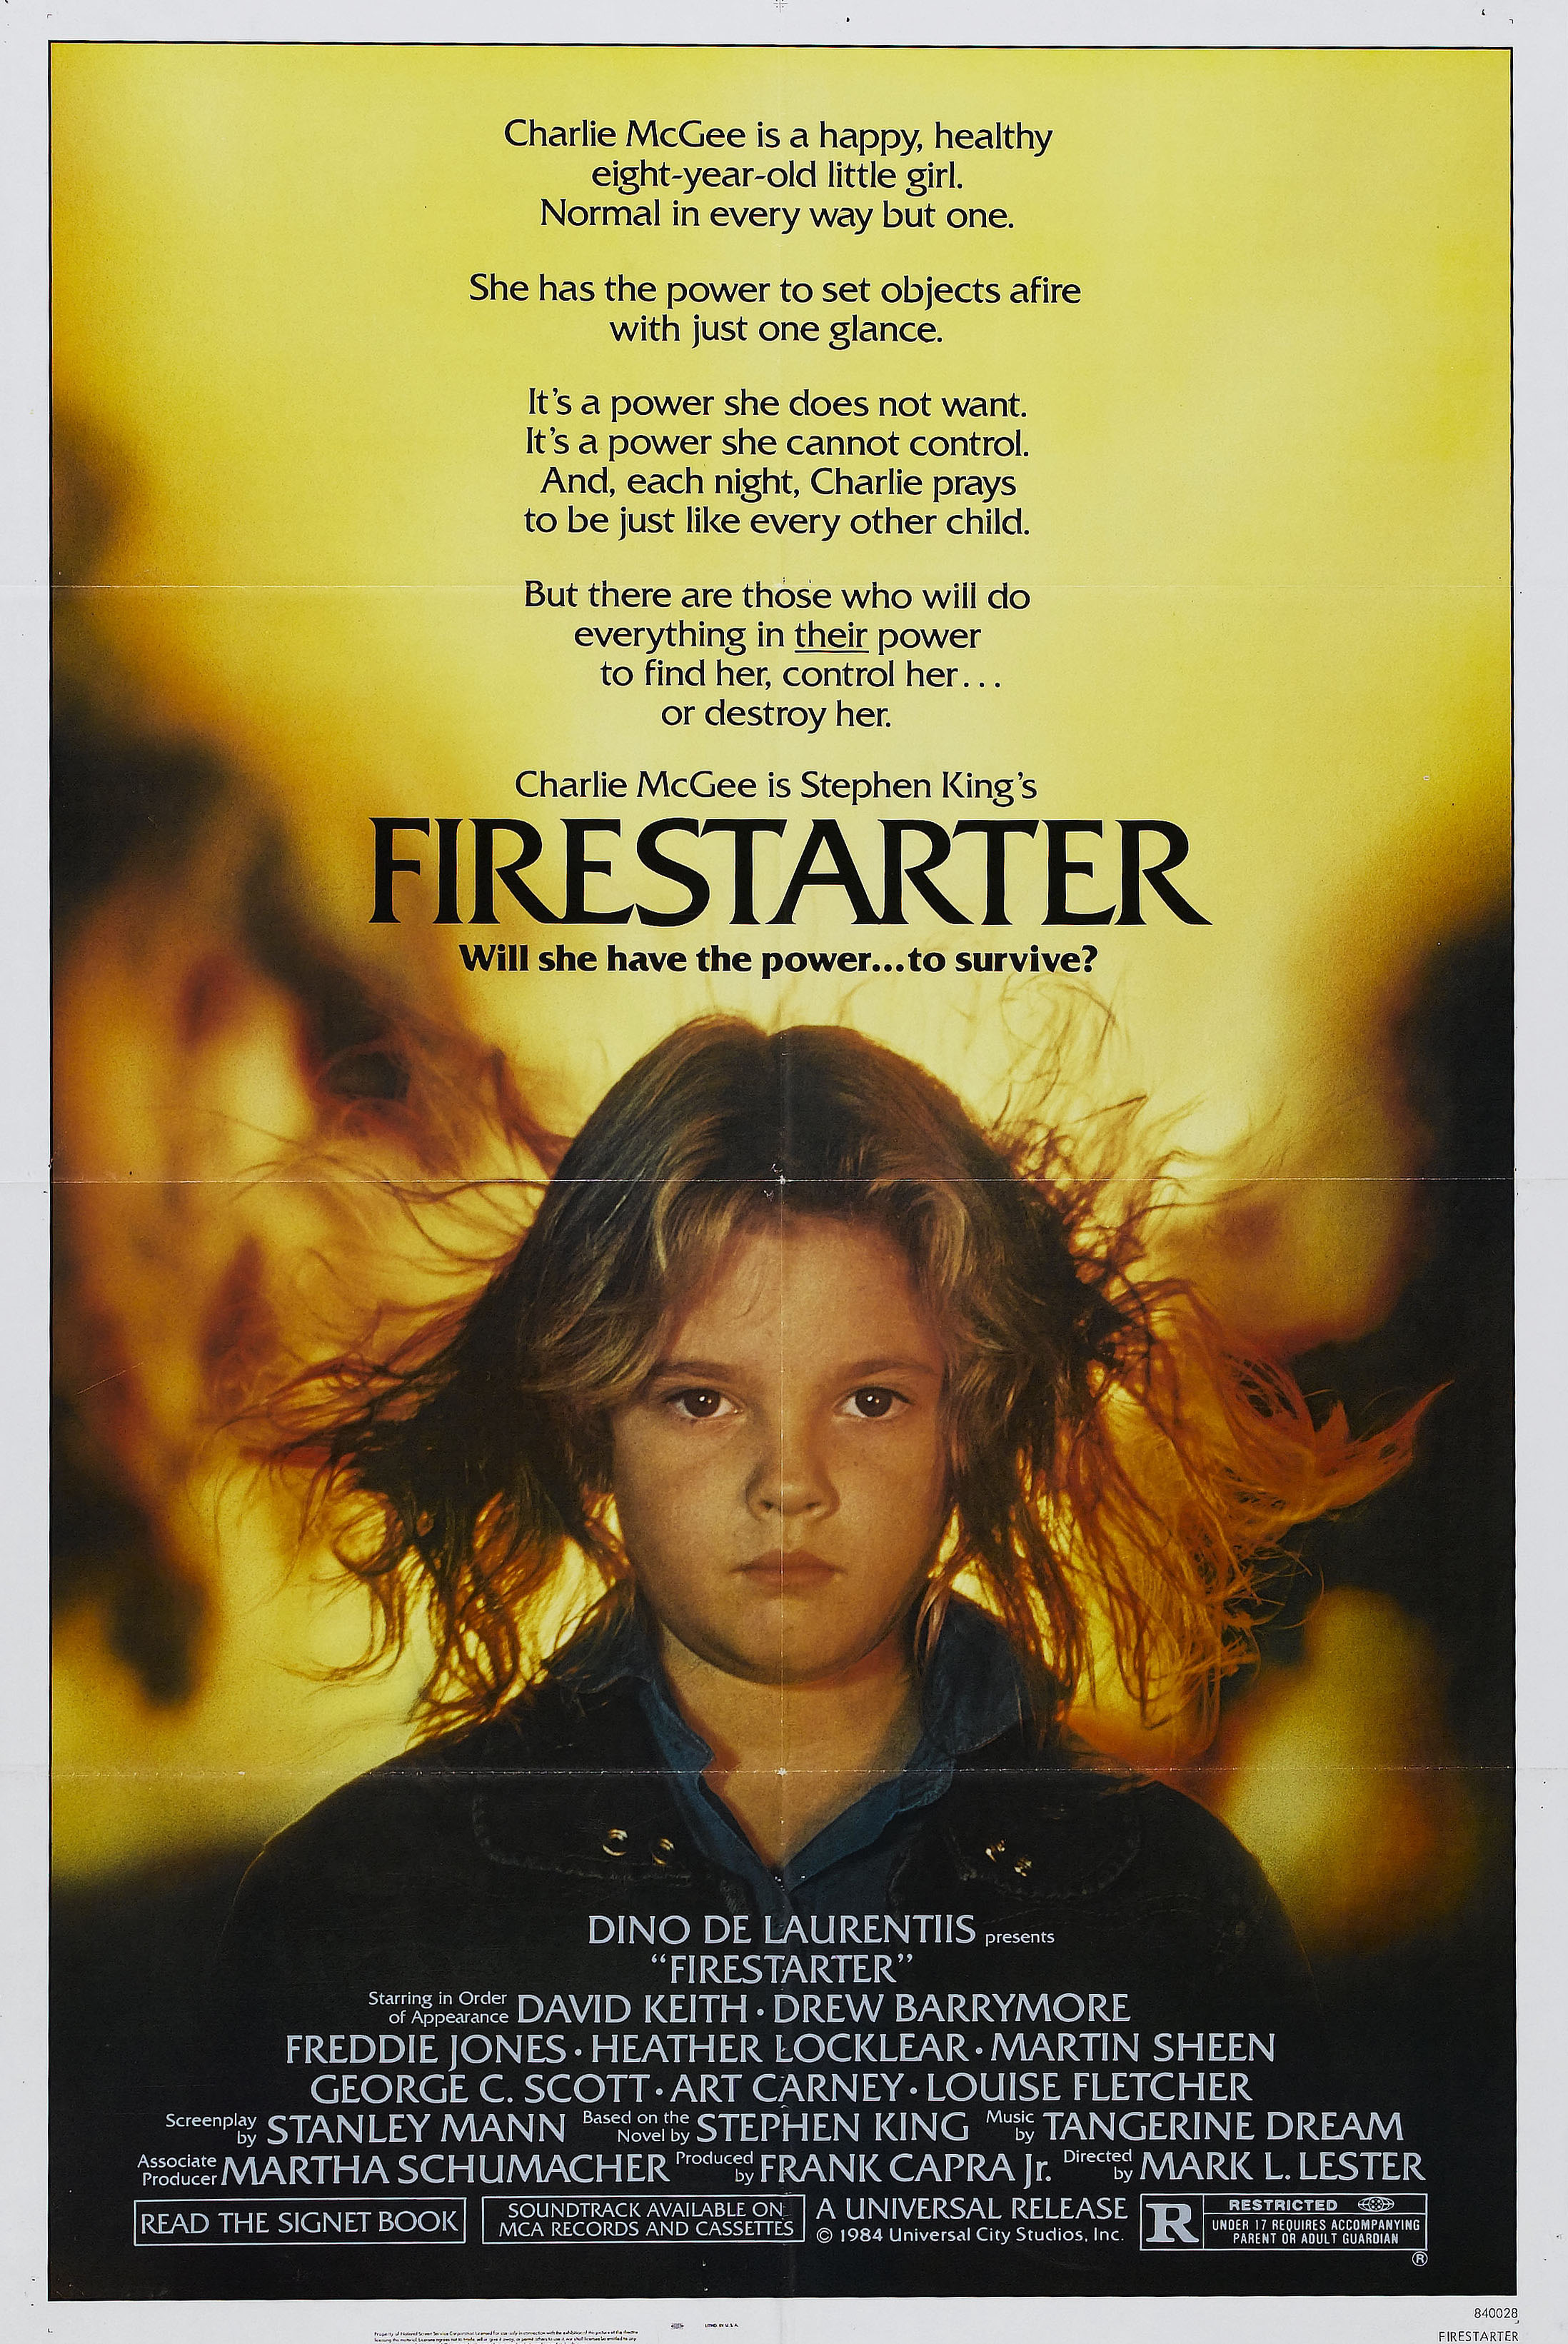 Charlie McGee is a happy, healthy
eight-year-old little girl.
Normal in every way but one.
She has the power to set objects afire
with just one glance.
It's a power she does not want.
It's a power she cannot control.
And, each night, Charlie prays
to be just like every other child.
But there are those who will do
everything in their power
to find her, control her...
or destroy her.
Charlie McGee is Stephen King's
FIRESTARTER
Will she have the power...to survive?
DINO DE LAURENTIIS presents
"FIRESTARTER"
Starring in Order of Appearance DAVID KEITH · DREW BARRYMORE
FREDDIE JONES · HEATHER LOCKLEAR · MARTIN SHEEN
GEORGE C. SCOTT · ART CARNEY · LOUISE FLETCHER
Screenplay by STANLEY MANN Based on the Novel by STEPHEN KING Music by TANGERINE DREAM
Associate Producer MARTHA SCHUMACHER Produced by FRANK CAPRA Jr. Directed by MARK L. LESTER
READ THE SIGNET BOOK
SOUNDTRACK AVAILABLE ON
MCA RECORDS AND CASSETTES
A UNIVERSAL RELEASE
© 1984 Universal City Studios, Inc.
R RESTRICTED
UNDER 17 REQUIRES ACCOMPANYING
PARENT OR ADULT GUARDIAN
®
840028
FIRESTARTER
LITHO. IN U.S.A.